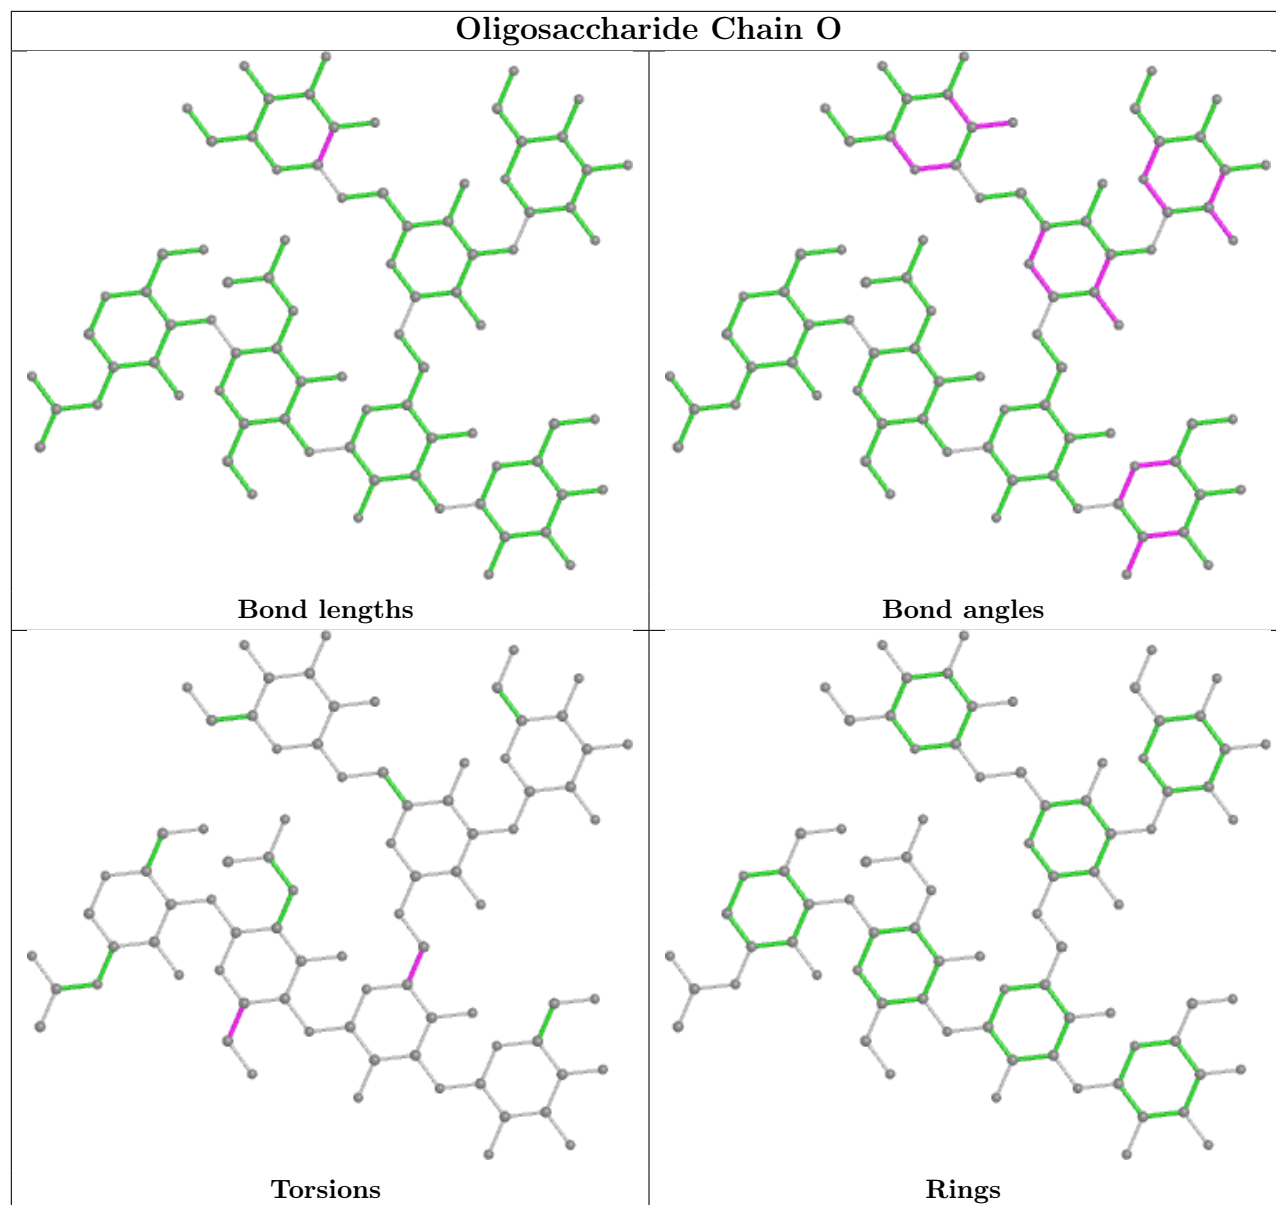 Oligosaccharide Chain O
Bond lengths
Bond angles
Torsions
Rings